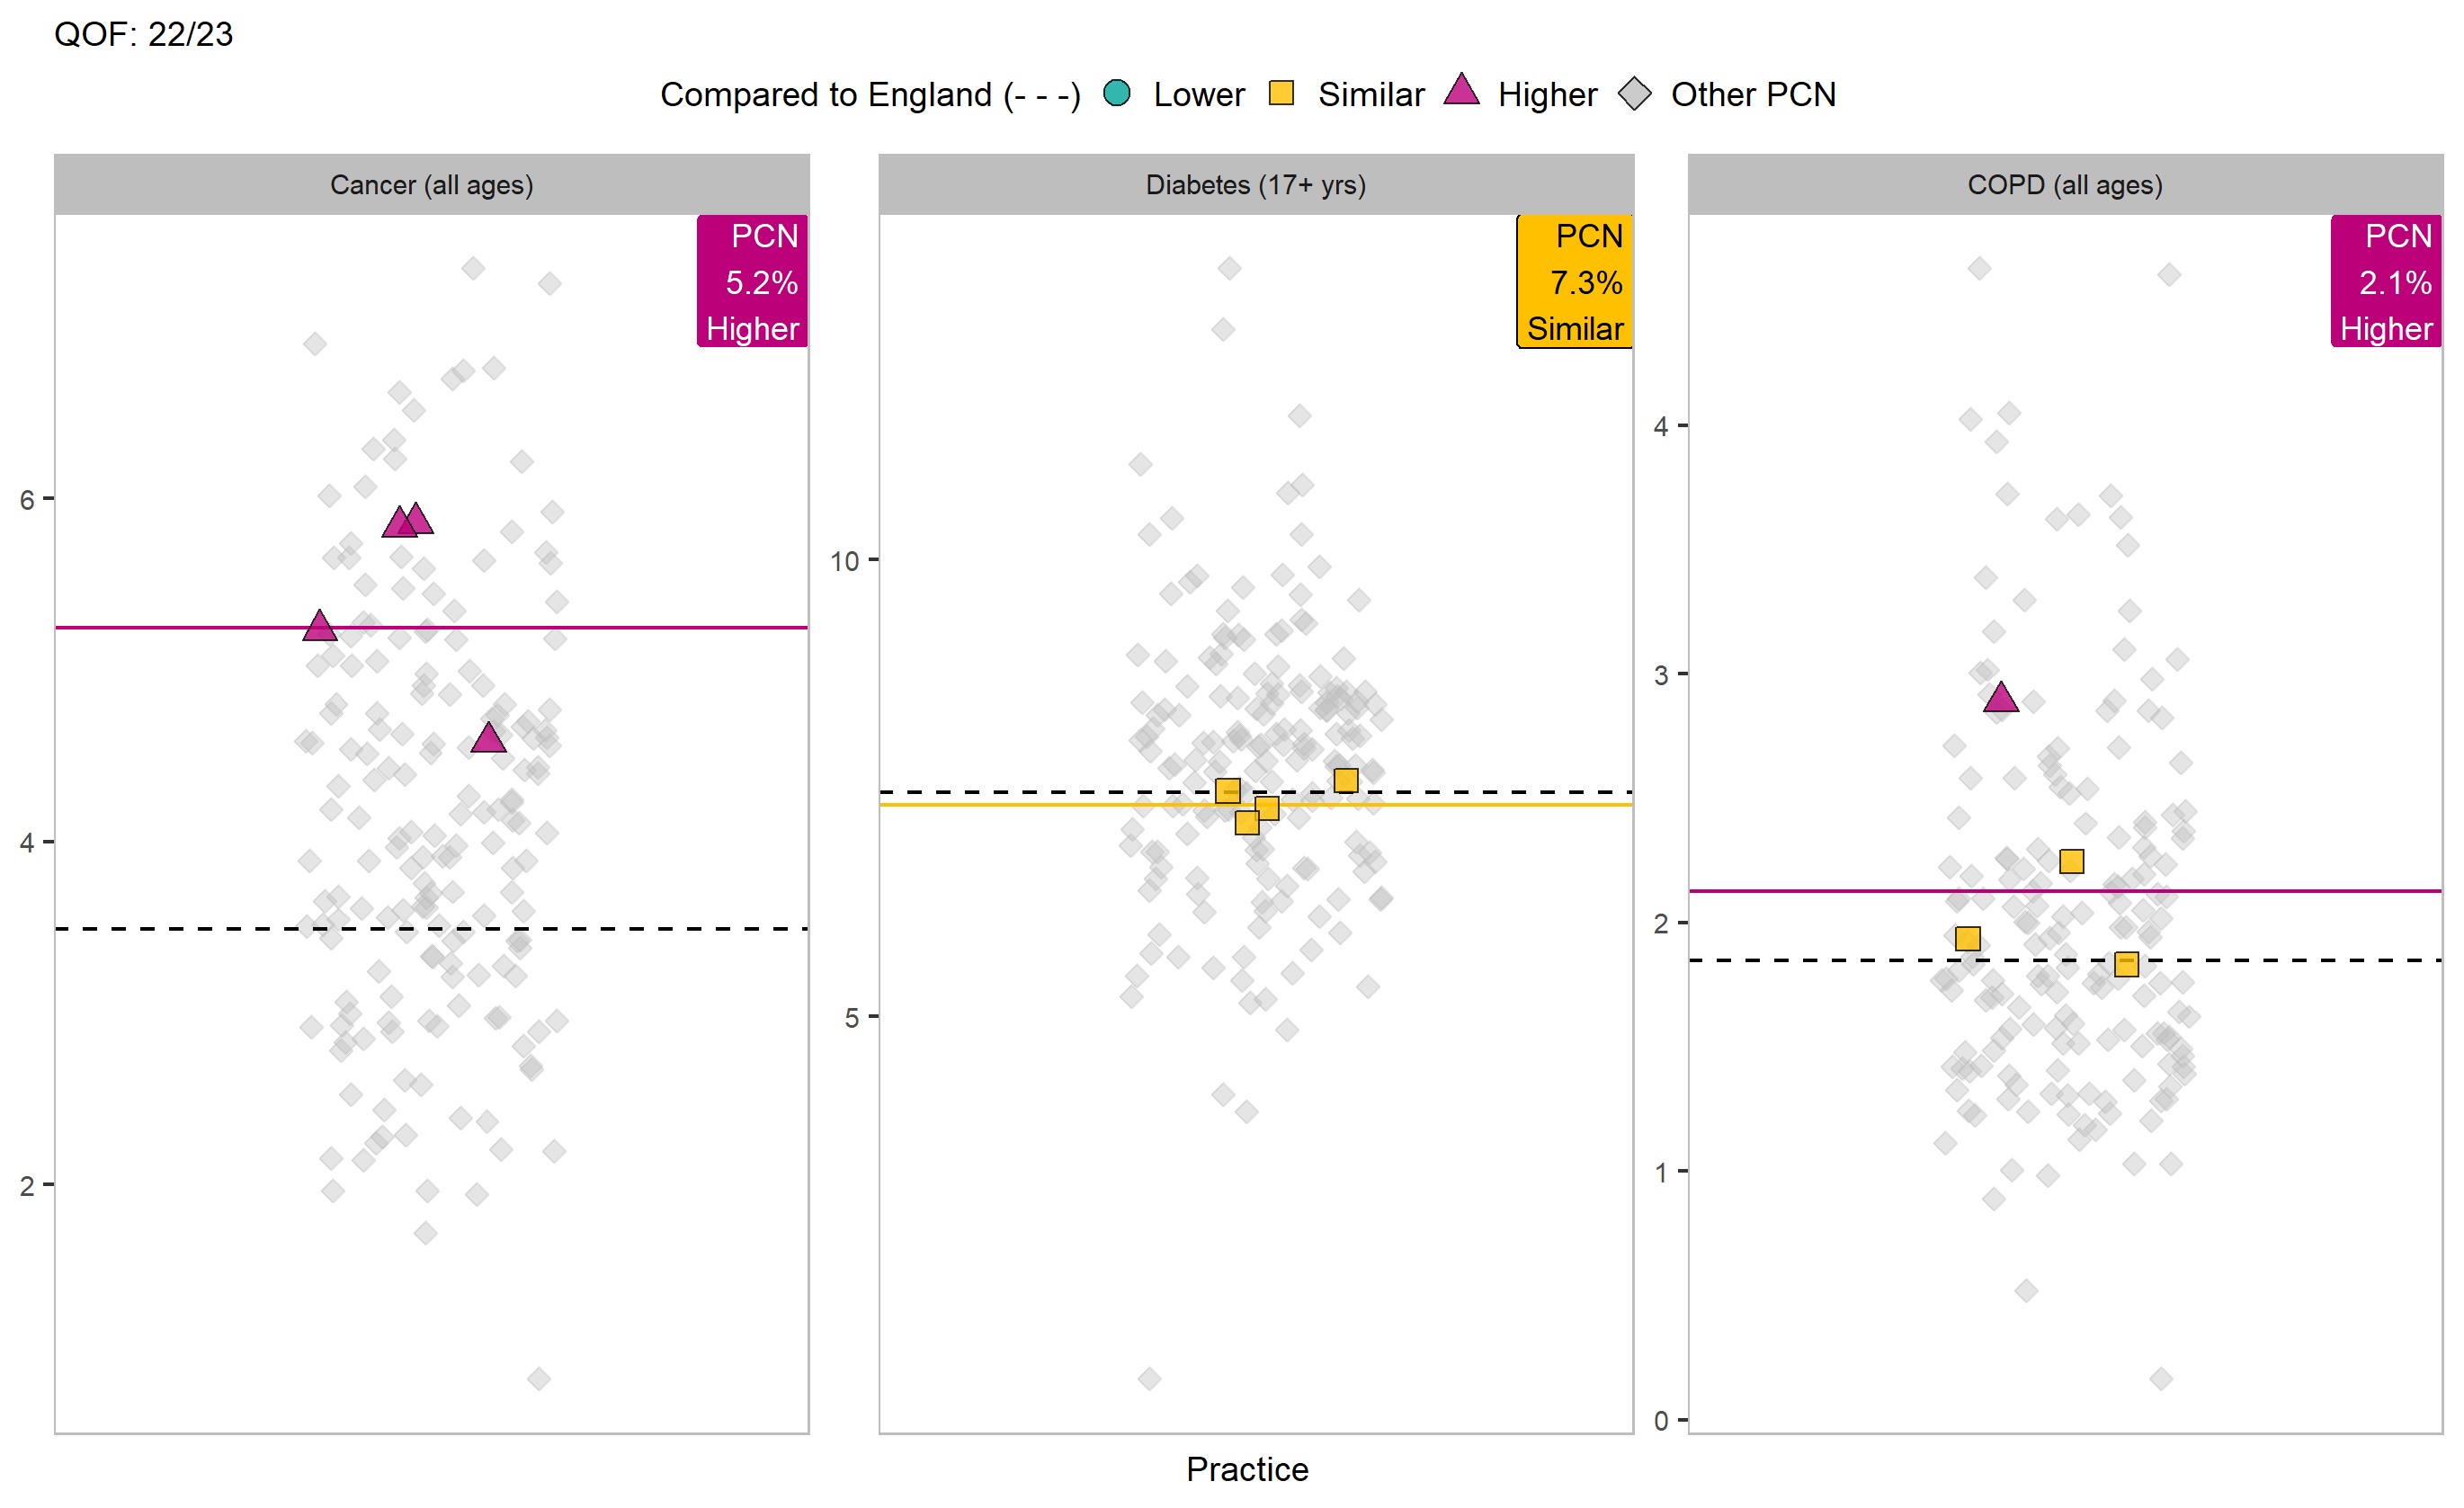 QOF: 22/23
Compared to England (- - -) Lower Similar Higher Other PCN
Cancer (all ages)
PCN
5.2%
Higher
6
4
2
Diabetes (17+ yrs)
PCN
7.3%
Similar
10
5
COPD (all ages)
PCN
2.1%
Higher
4
3
2
1
0
Practice